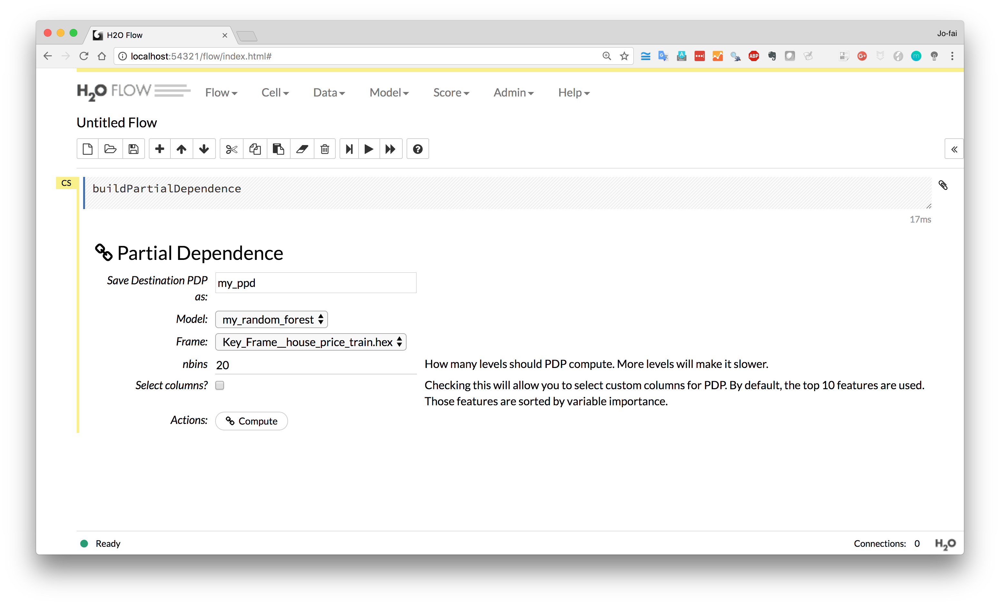 H2O Flow
Jo-fai
localhost:54321/flow/index.html#
ABP
G+
m
H2O FLOW
Flow
Cell
Data
Model
Score
Admin
Help
Untitled Flow
CS
buildPartialDependence
17ms
Partial Dependence
Save Destination PDP
as:
my_ppd
Model:
my_random_forest
Frame:
Key_Frame__house_price_train.hex
nbins
20
How many levels should PDP compute. More levels will make it slower.
Select columns?
Checking this will allow you to select custom columns for PDP. By default, the top 10 features are used.
Those features are sorted by variable importance.
Actions:
Compute
Ready
Connections: 0
H2O